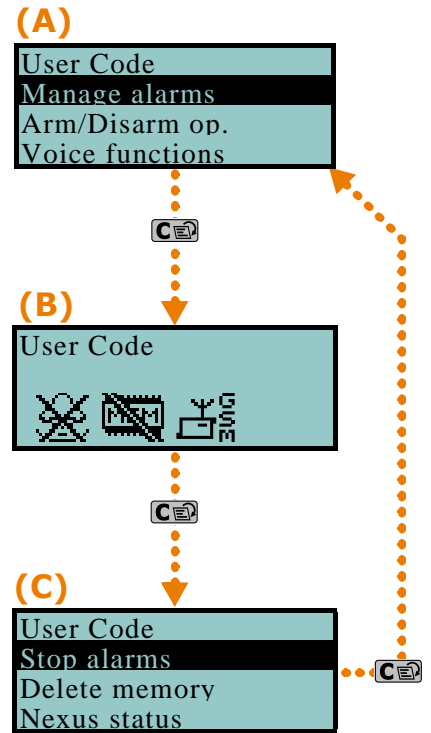 (A)
User Code
Manage alarms
Arm/Disarm op.
Voice functions
C
(B)
User Code
MEM
GSM
C
(C)
User Code
Stop alarms
Delete memory
Nexus status
C